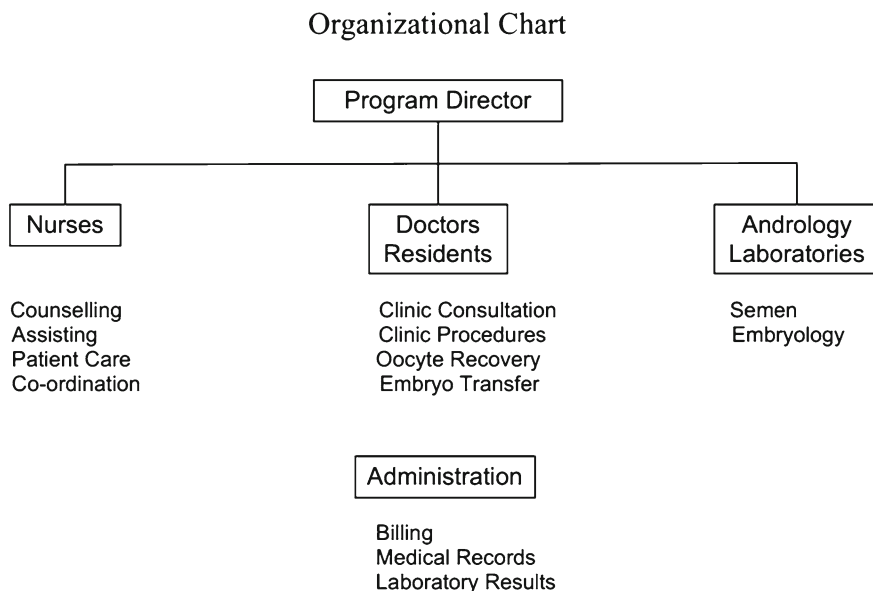 Organizational Chart
Program Director
Nurses
Counselling
Assisting
Patient Care
Co-ordination
Doctors
Residents
Clinic Consultation
Clinic Procedures
Oocyte Recovery
Embryo Transfer
Andrology
Laboratories
Semen
Embryology
Administration
Billing
Medical Records
Laboratory Results